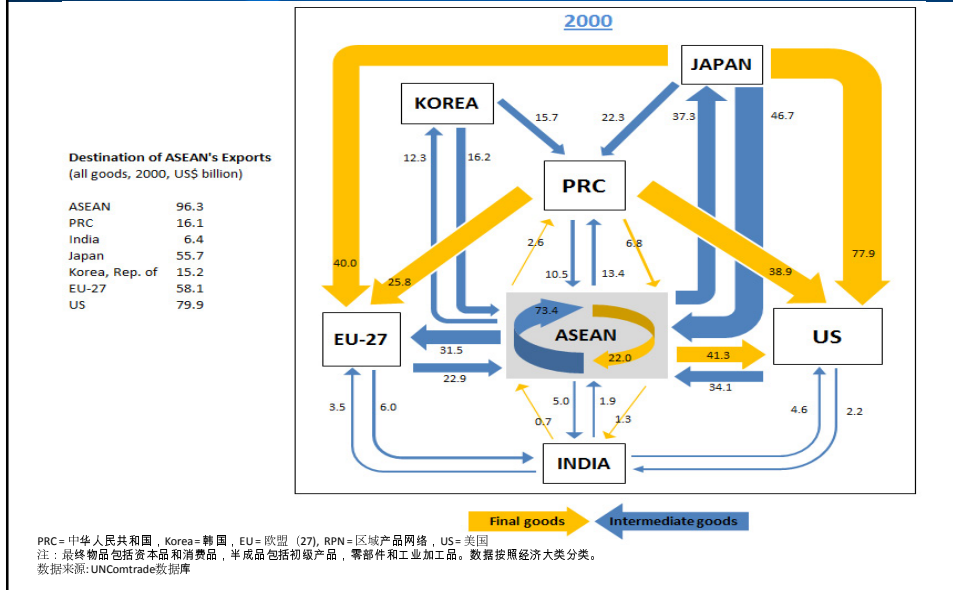 2000
JAPAN
KOREA
15.7
22.3
37.3
46.7
12.3
16.2
Destination of ASEAN's Exports
(all goods, 2000, US$ billion)
PRC
ASEAN 96.3
PRC 16.1
India 6.4
Japan 55.7
Korea, Rep. of 15.2
EU-27 58.1
US 79.9
2.6
6.8
40.0
25.8
10.5
13.4
38.9
77.9
73.4
EU-27
ASEAN
US
31.5
22.0
41.3
22.9
34.1
3.5
6.0
5.0
1.9
0.7
1.3
4.6
2.2
INDIA
Final goods
Intermediate goods
PRC = 中华人民共和国，Korea = 韩国，EU = 欧盟（27), RPN = 区域产品网络，US = 美国
注：最终物品包括资本品和消费品，半成品包括初级产品，零部件和工业加工品。数据按照经济大类分类。
数据来源: UNComtrade数据库